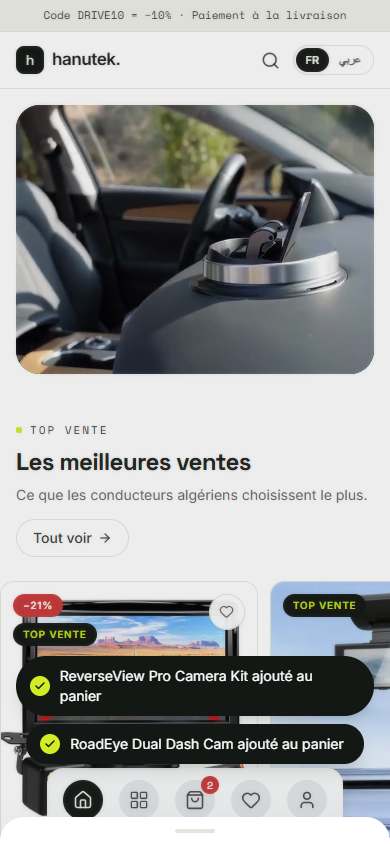 Code DRIVE10 = −10% · Paiement à la livraison
h hanutek.
FR عربي
TOP VENTE
Les meilleures ventes
Ce que les conducteurs algériens choisissent le plus.
Tout voir →
−21%
TOP VENTE
TOP VENTE
ReverseView Pro Camera Kit ajouté au
panier
RoadEye Dual Dash Cam ajouté au panier
2